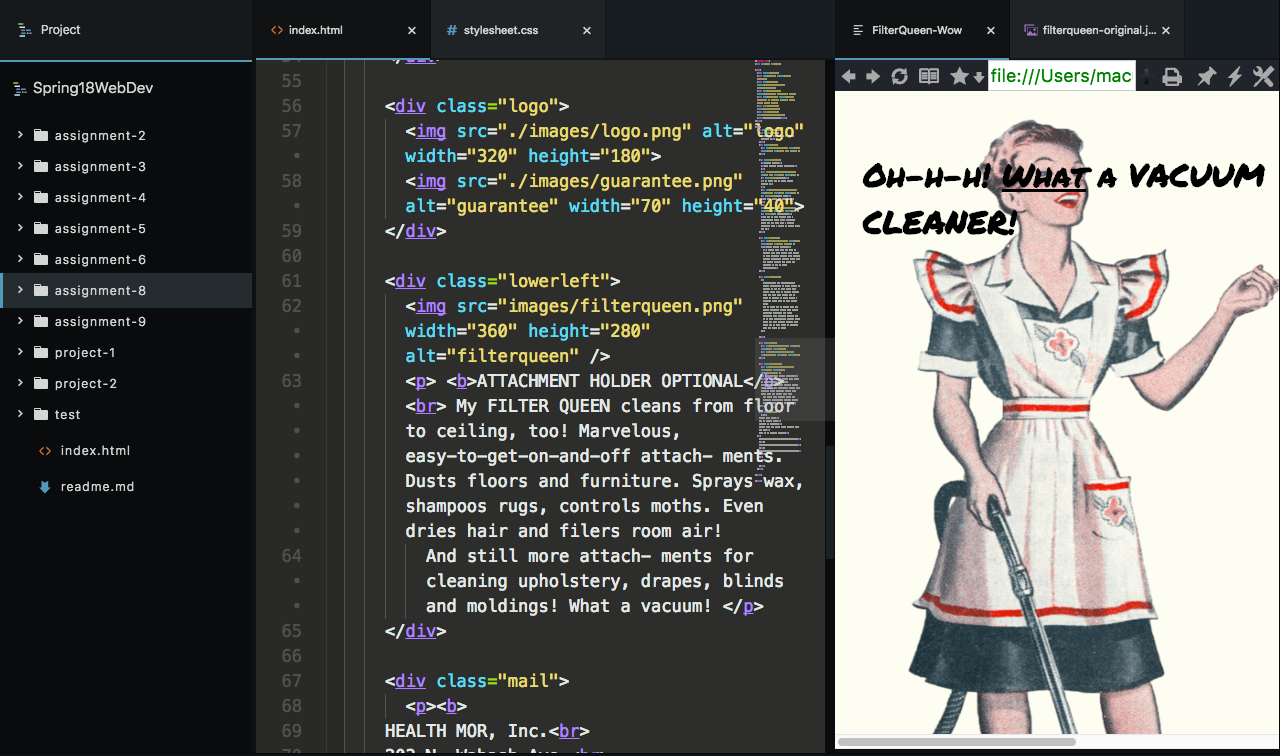 Project
index.html ×
# stylesheet.css ×
FilterQueen-Wow ×
filterqueen-original.j... ×
file:///Users/mac
Spring18WebDev
assignment-2
assignment-3
assignment-4
assignment-5
assignment-6
assignment-8
assignment-9
project-1
project-2
test
index.html
readme.md
55
56 <div class="logo">
57 <img src="./images/logo.png" alt="logo"
width="320" height="180">
58 <img src="./images/guarantee.png"
alt="guarantee" width="70" height="40">
59 </div>
60
61 <div class="lowerleft">
62 <img src="images/filterqueen.png"
width="360" height="280"
alt="filterqueen" />
63 <p> <b>ATTACHMENT HOLDER OPTIONAL</b>
<br> My FILTER QUEEN cleans from floor
to ceiling, too! Marvelous,
easy-to-get-on-and-off attach- ments.
Dusts floors and furniture. Sprays wax,
shampoos rugs, controls moths. Even
dries hair and filers room air!
64 And still more attach- ments for
cleaning upholstery, drapes, blinds
and moldings! What a vacuum! </p>
65 </div>
66
67 <div class="mail">
68 <p><b>
69 HEALTH MOR, Inc.<br>
Oh-h-h! What a VACUUM
CLEANER!